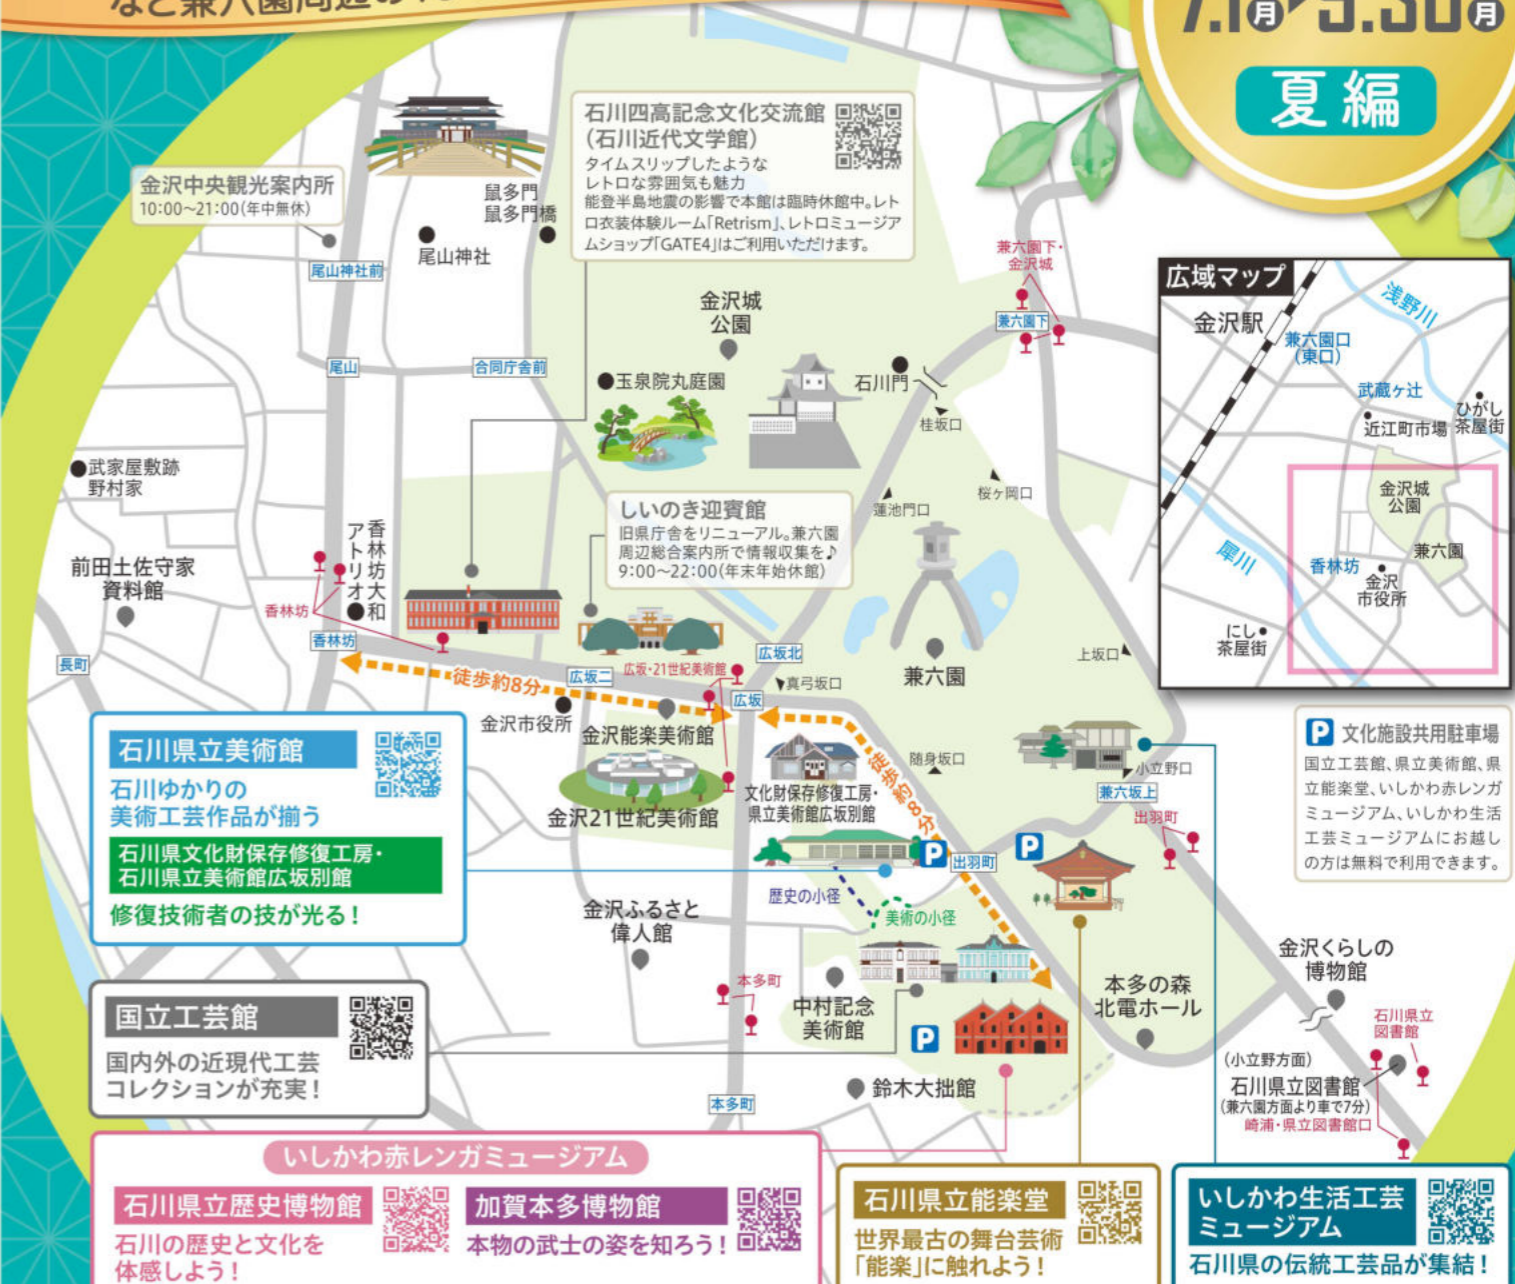 など兼六園周辺の
7.1㊊ 9.30㊊
夏編
石川四高記念文化交流館
(石川近代文学館)
タイムスリップしたような
レトロな雰囲気も魅力
能登半島地震の影響で本館は臨時休館中。レト
ロ衣装体験ルーム「Retrism」、レトロミュージア
ムショップ「GATE4」はご利用いただけます。
金沢中央観光案内所
10:00〜21:00(年中無休)
鼠多門
鼠多門橋
尾山神社
尾山神社前
兼六園下・
金沢城
兼六園下
金沢城
公園
尾山
合同庁舎前
玉泉院丸庭園
石川門
桂坂口
広域マップ
金沢駅
浅野川
兼六園口
(東口)
武蔵ヶ辻
ひがし
茶屋街
近江町市場
金沢城
公園
兼六園
犀川
香林坊
金沢
市役所
にし
茶屋街
武家屋敷跡
野村家
しいのき迎賓館
旧県庁舎をリニューアル。兼六園
周辺総合案内所で情報収集を♪
9:00〜22:00(年末年始休館)
蓮池門口
桜ヶ岡口
香林坊大和
アトリオ
前田土佐守家
資料館
香林坊
香林坊
長町
徒歩約8分
広坂二
広坂・21世紀美術館
広坂北
広坂
真弓坂口
兼六園
上坂口
金沢市役所
金沢能楽美術館
金沢21世紀美術館
文化財保存修復工房・
県立美術館広坂別館
徒歩約8分
随身坂口
小立野口
兼六坂上
出羽町
P 文化施設共用駐車場
国立工芸館、県立美術館、県
立能楽堂、いしかわ赤レンガ
ミュージアム、いしかわ生活
工芸ミュージアムにお越し
の方は無料で利用できます。
石川県立美術館
石川ゆかりの
美術工芸作品が揃う
石川県文化財保存修復工房・
石川県立美術館広坂別館
修復技術者の技が光る!
P
出羽町
P
歴史の小径
美術の小径
金沢ふるさと
偉人館
本多町
中村記念
美術館
P
本多の森
北電ホール
金沢くらしの
博物館
石川県立
図書館
(小立野方面)
石川県立図書館
(兼六園方面より車で7分)
崎浦・県立図書館口
国立工芸館
国内外の近現代工芸
コレクションが充実!
鈴木大拙館
本多町
いしかわ赤レンガミュージアム
石川県立歴史博物館
石川の歴史と文化を
体感しよう!
加賀本多博物館
本物の武士の姿を知ろう!
石川県立能楽堂
世界最古の舞台芸術
「能楽」に触れよう!
いしかわ生活工芸
ミュージアム
石川県の伝統工芸品が集結!